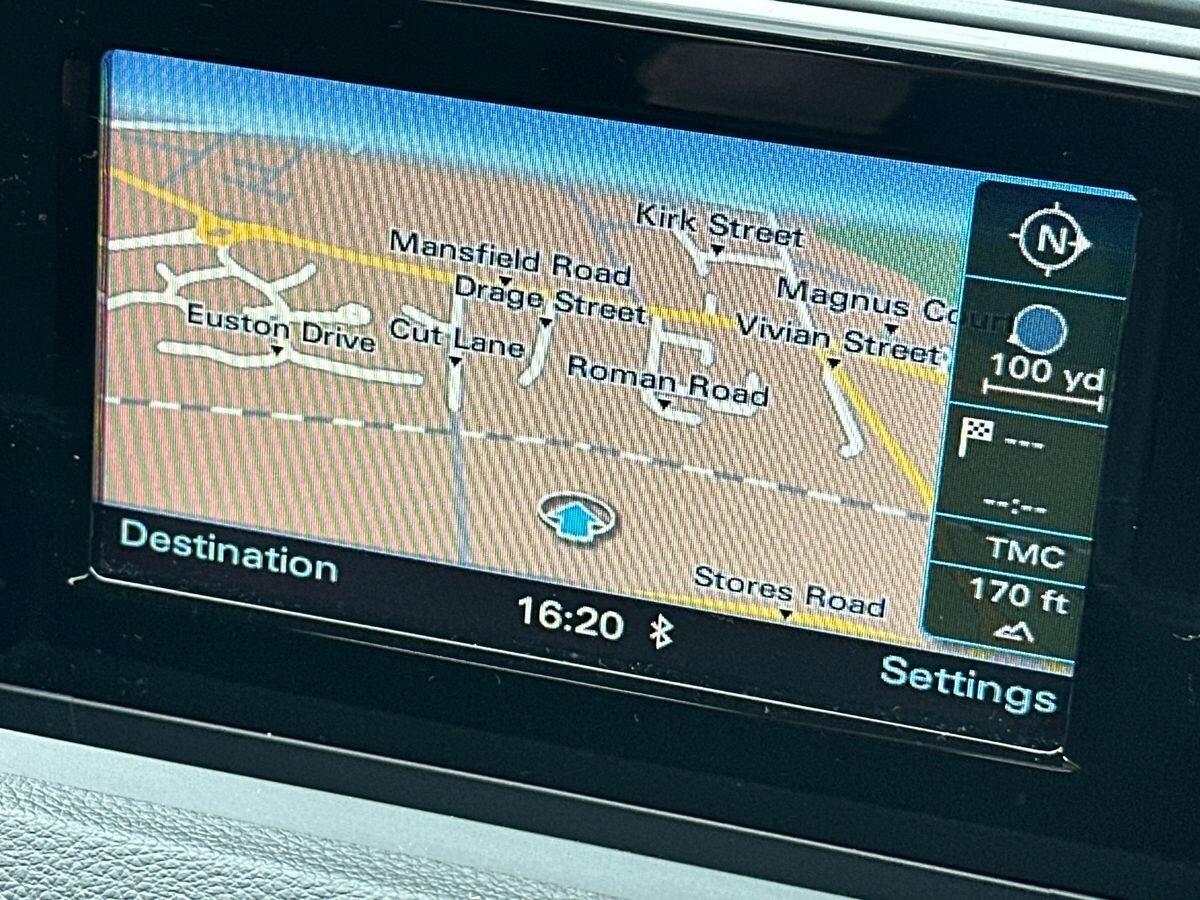 Kirk Street
N
Mansfield Road
Drage Street
Magnus Court
Euston Drive
Cut Lane
Vivian Street
100 yd
Roman Road
---
--:--
Destination
TMC
Stores Road
170 ft
16:20
Settings